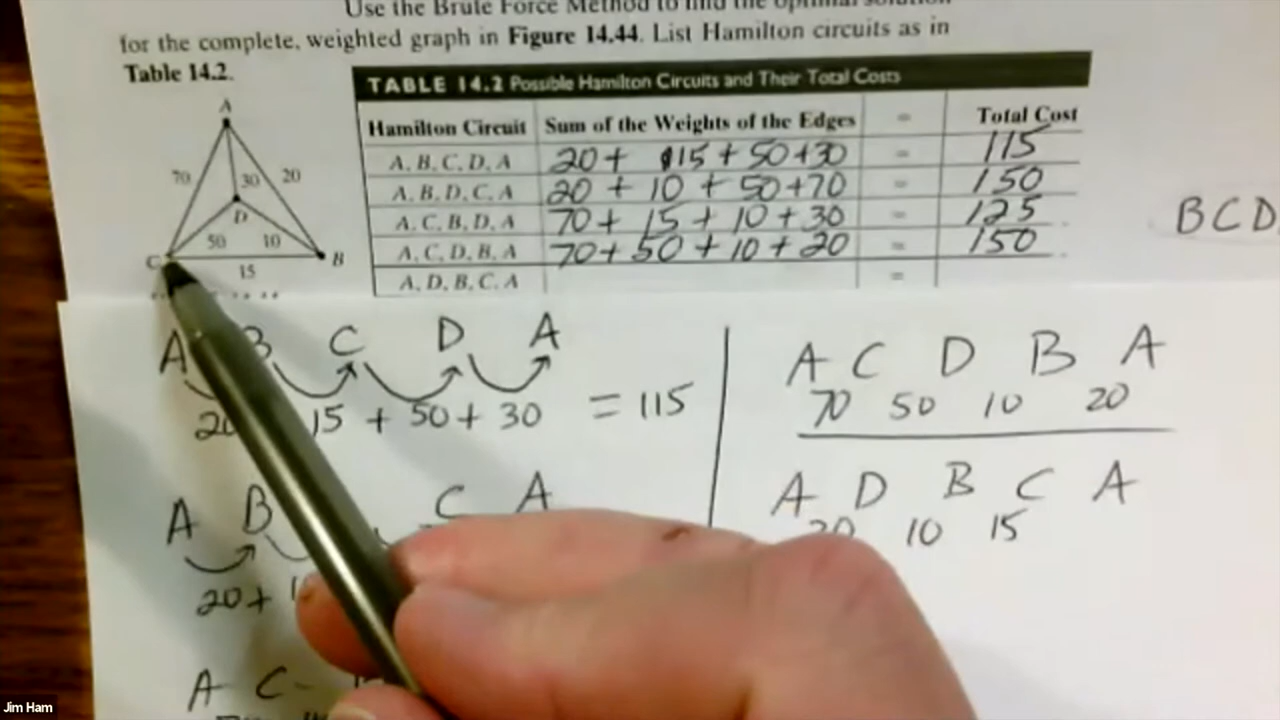 Use the Brute Force Method to find the optimal solution
for the complete, weighted graph in Figure 14.44. List Hamilton circuits as in
Table 14.2.
TABLE 14.2 Possible Hamilton Circuits and Their Total Costs
Hamilton Circuit Sum of the Weights of the Edges = Total Cost
A, B, C, D, A 20 + 15 + 50 + 30 = 115
A, B, D, C, A 20 + 10 + 50 + 70 = 150
A, C, B, D, A 70 + 15 + 10 + 30 = 125
A, C, D, B, A 70 + 50 + 10 + 20 = 150
A, D, B, C, A =
A
70 30 20
D
50 10
C B
15
BCD
A B C D A
20 15 + 50 + 30 = 115
A B C A
20 +
A C
A C D B A
70 50 10 20
A D B C A
10 15
Jim Ham